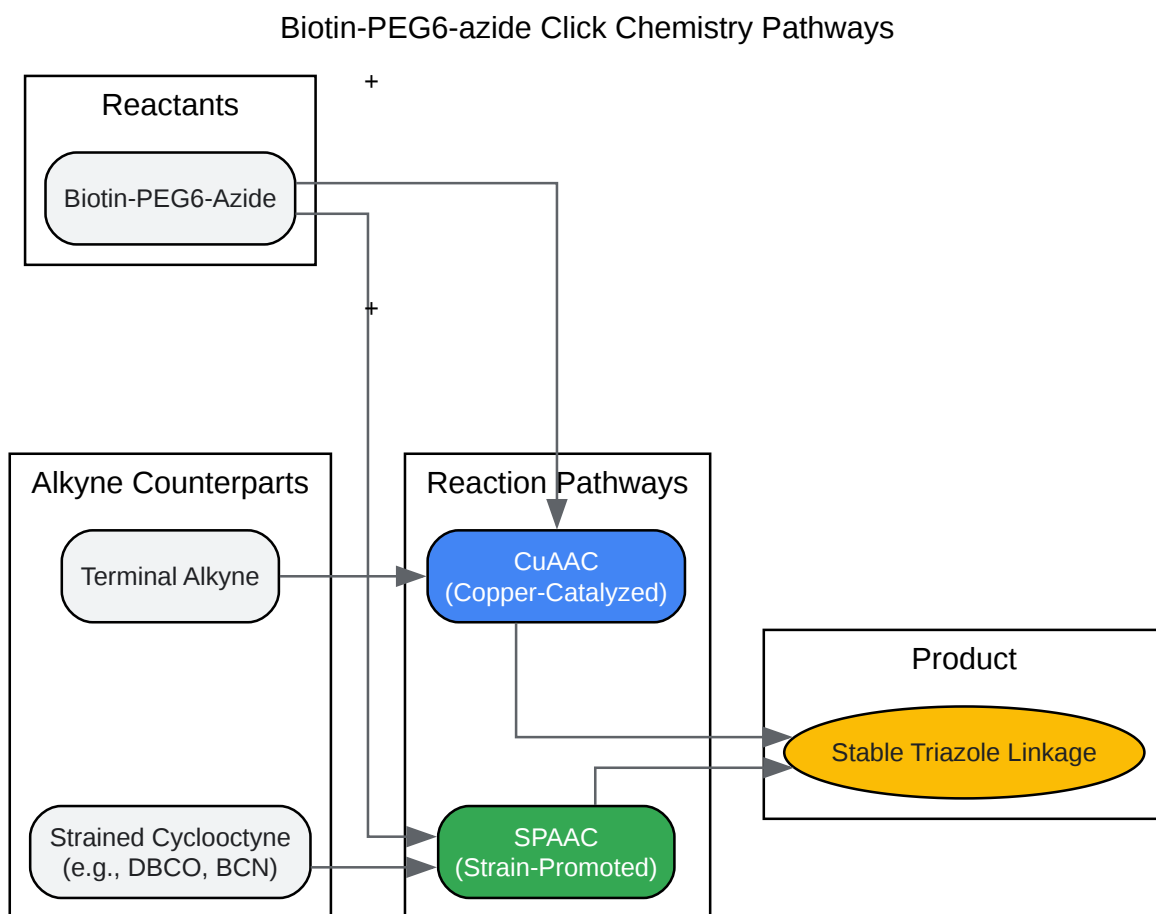 Biotin-PEG6-azide Click Chemistry Pathways
+
Reactants
Biotin-PEG6-Azide
+
Alkyne Counterparts
Terminal Alkyne
Strained Cyclooctyne
(e.g., DBCO, BCN)
Reaction Pathways
CuAAC
(Copper-Catalyzed)
SPAAC
(Strain-Promoted)
Product
Stable Triazole Linkage